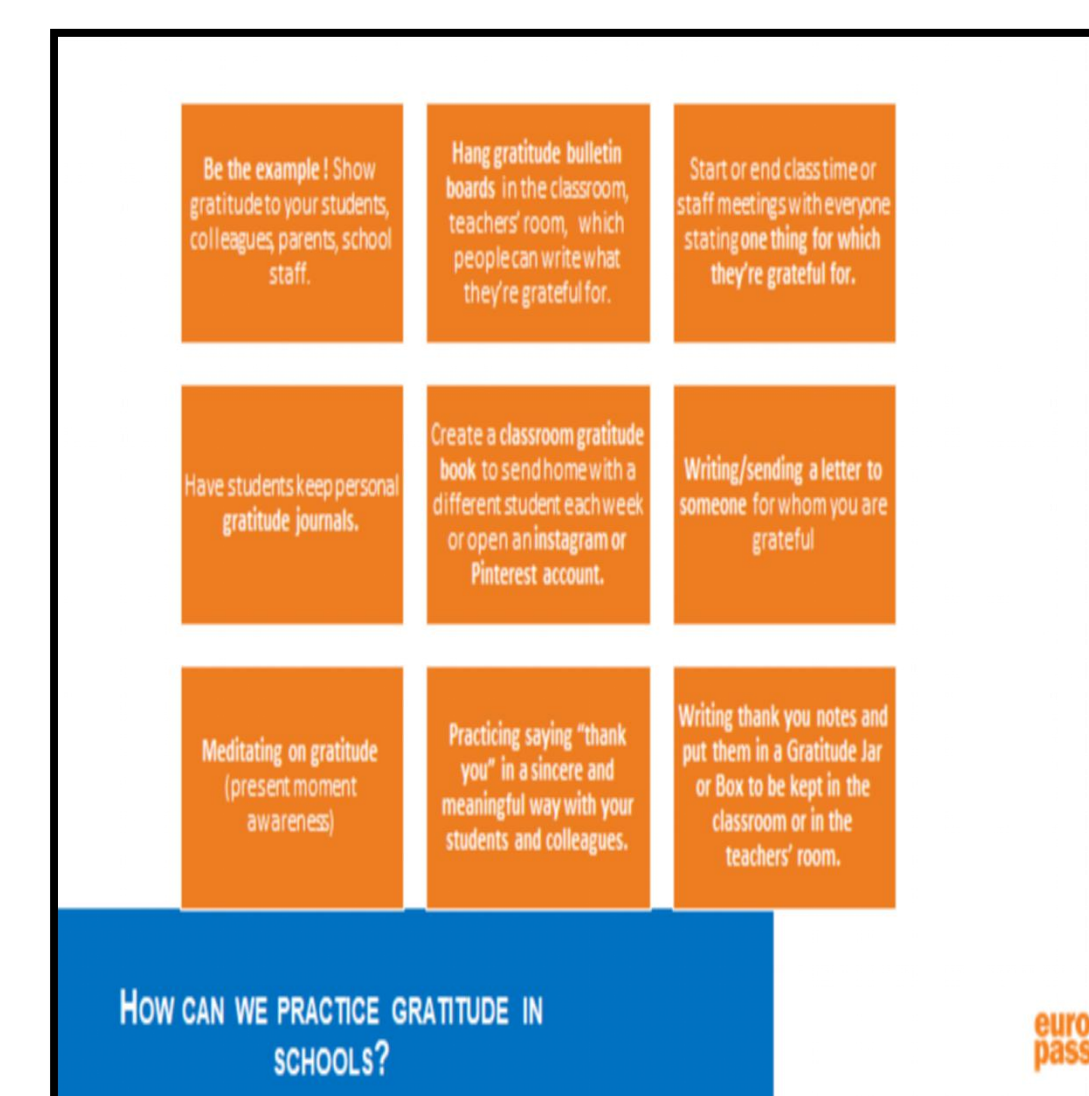 Be the example ! Show
gratitude to your students,
colleagues, parents, school
staff.
Hang gratitude bulletin
boards in the classroom,
teachers' room, which
people can write what
they're grateful for.
Start or end class time or
staff meetings with everyone
stating one thing for which
they're grateful for.
Have students keep personal
gratitude journals.
Create a classroom gratitude
book to send home with a
different student each week
or open an instagram or
Pinterest account.
Writing/sending a letter to
someone for whom you are
grateful
Meditating on gratitude
(present moment
awareness)
Practicing saying "thank
you" in a sincere and
meaningful way with your
students and colleagues.
Writing thank you notes and
put them in a Gratitude Jar
or Box to be kept in the
classroom or in the
teachers' room.
HOW CAN WE PRACTICE GRATITUDE IN
SCHOOLS?
euro
pass